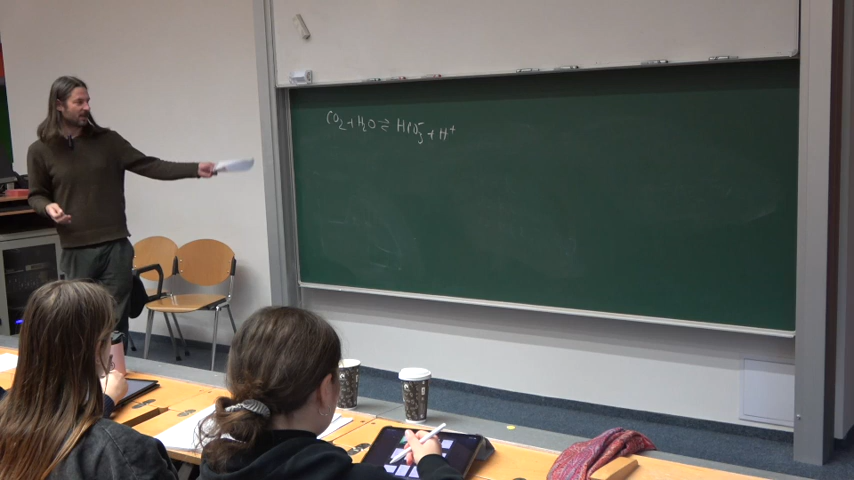 CO₂ + H₂O ⇌ HCO₃⁻ + H⁺